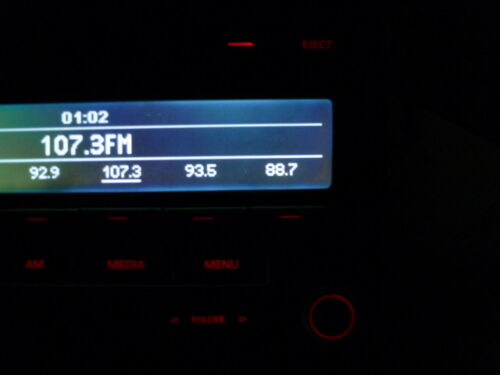 EJECT
01:02
107.3FM
92.9 107.3 93.5 88.7
AM MEDIA MENU
FOLDER